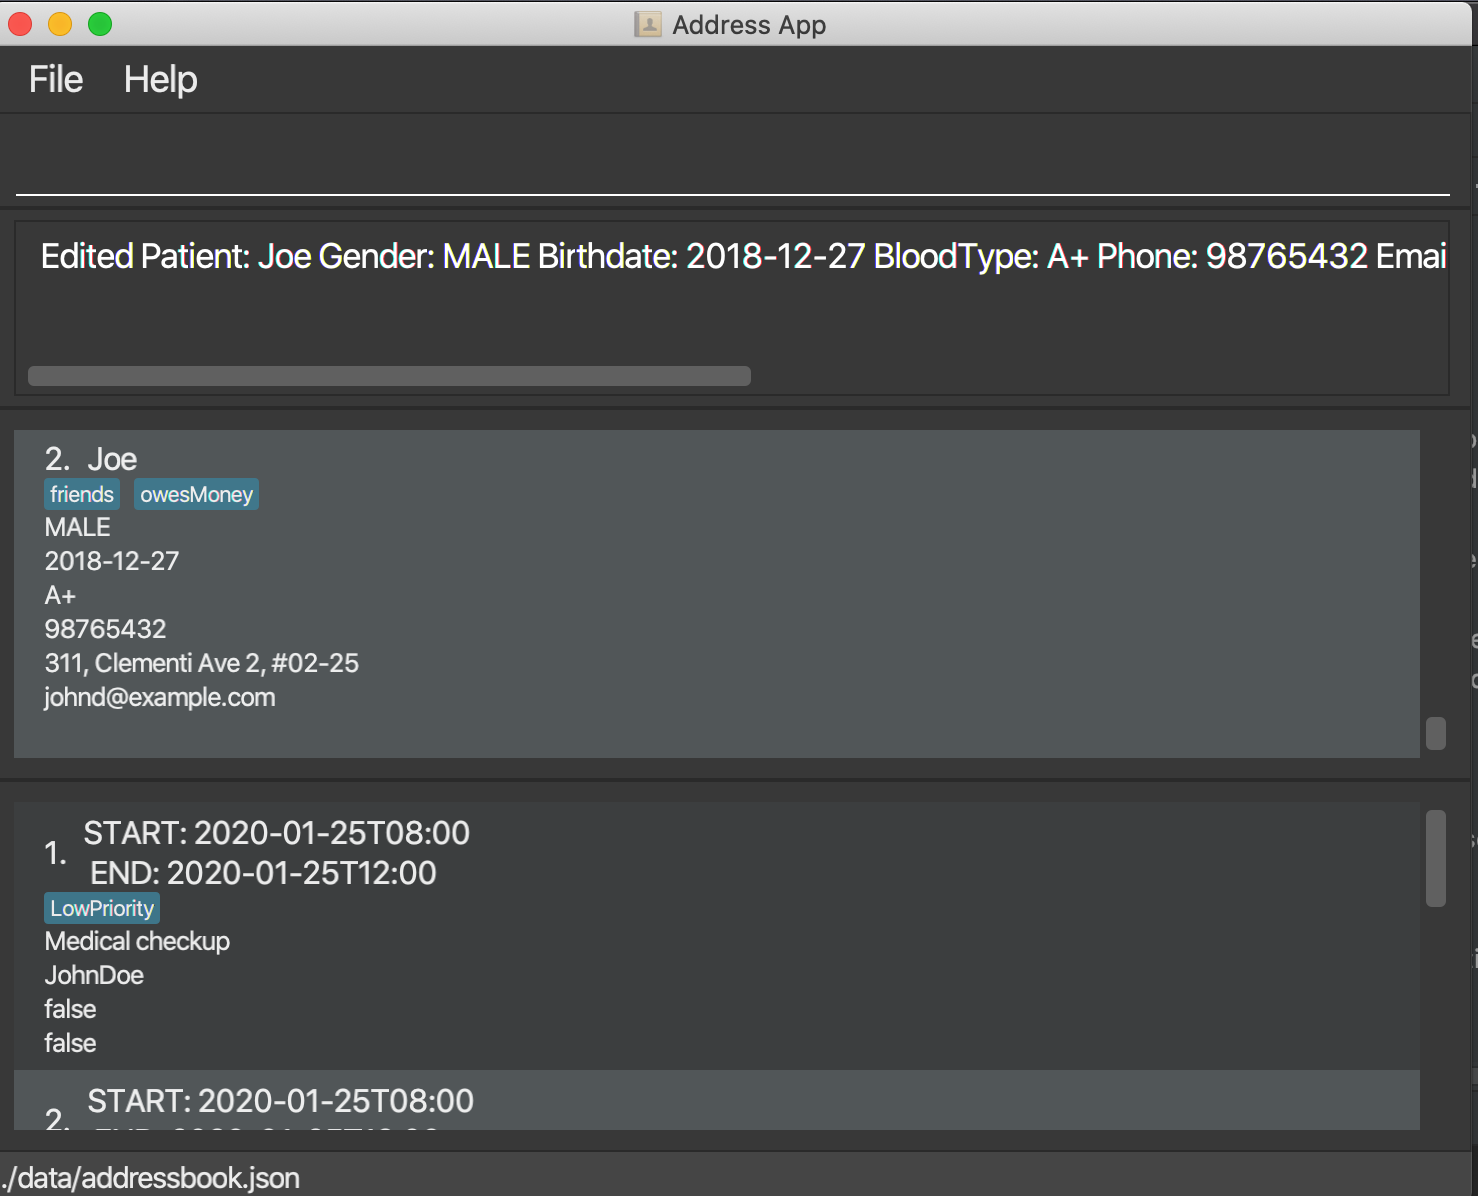 Address App
File Help
Edited Patient: Joe Gender: MALE Birthdate: 2018-12-27 BloodType: A+ Phone: 98765432 Emai
2. Joe
friends owesMoney
MALE
2018-12-27
A+
98765432
311, Clementi Ave 2, #02-25
johnd@example.com
1. START: 2020-01-25T08:00
END: 2020-01-25T12:00
LowPriority
Medical checkup
JohnDoe
false
false
2. START: 2020-01-25T08:00
./data/addressbook.json